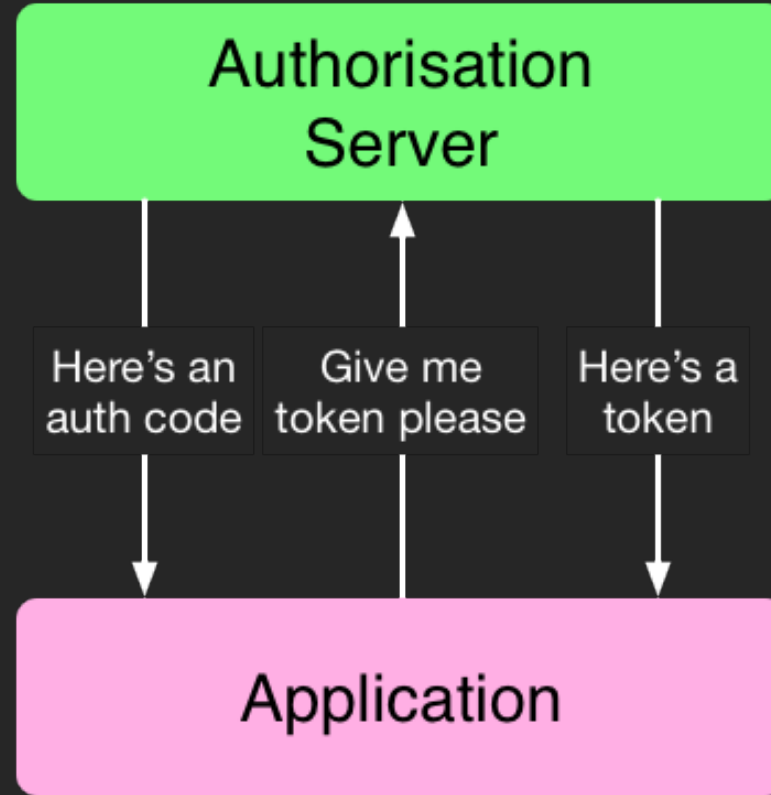 Authorisation
Server
Here’s an
auth code
Give me
token please
Here’s a
token
Application